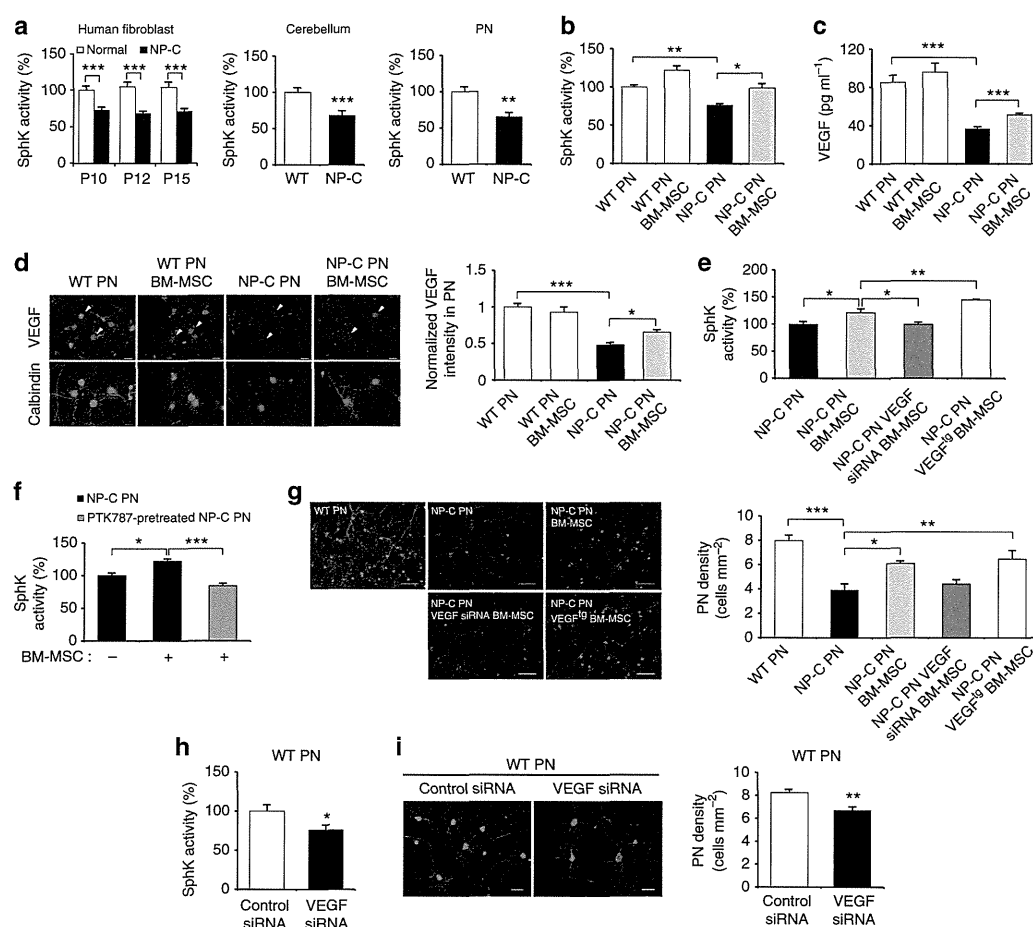 a
Human fibroblast
Normal NP-C
SphK activity (%)
150
100
50
0
*** *** ***
P10 P12 P15
Cerebellum
SphK activity (%)
150
100
50
0
***
WT NP-C
PN
SphK activity (%)
150
100
50
0
**
WT NP-C
b
SphK activity (%)
150
100
50
0
**
*
WT PN
WT PN
BM-MSC
NP-C PN
NP-C PN
BM-MSC
c
VEGF (pg ml⁻¹)
120
80
40
0
***
***
WT PN
WT PN
BM-MSC
NP-C PN
NP-C PN
BM-MSC
d
WT PN
WT PN
BM-MSC
NP-C PN
NP-C PN
BM-MSC
VEGF
Calbindin
Normalized VEGF
intensity in PN
1.5
1
0.5
0
***
*
WT PN
WT PN
BM-MSC
NP-C PN
NP-C PN
BM-MSC
e
SphK
activity (%)
200
150
100
50
0
* *
**
NP-C PN
NP-C PN
BM-MSC
NP-C PN VEGF
siRNA BM-MSC
NP-C PN
VEGFtg BM-MSC
f
NP-C PN
PTK787-pretreated NP-C PN
SphK
activity (%)
150
100
50
0
* ***
BM-MSC : – + +
g
WT PN
NP-C PN
NP-C PN
BM-MSC
NP-C PN
VEGF siRNA BM-MSC
NP-C PN
VEGFtg BM-MSC
PN density
(cells mm⁻²)
10
8
6
4
2
0
***
*
**
WT PN
NP-C PN
NP-C PN
BM-MSC
NP-C PN VEGF
siRNA BM-MSC
NP-C PN
VEGFtg BM-MSC
h
WT PN
SphK activity (%)
150
100
50
0
*
Control
siRNA
VEGF
siRNA
i
WT PN
Control siRNA VEGF siRNA
WT PN
PN density
(cells mm⁻²)
10
8
6
4
2
0
**
Control
siRNA
VEGF
siRNA